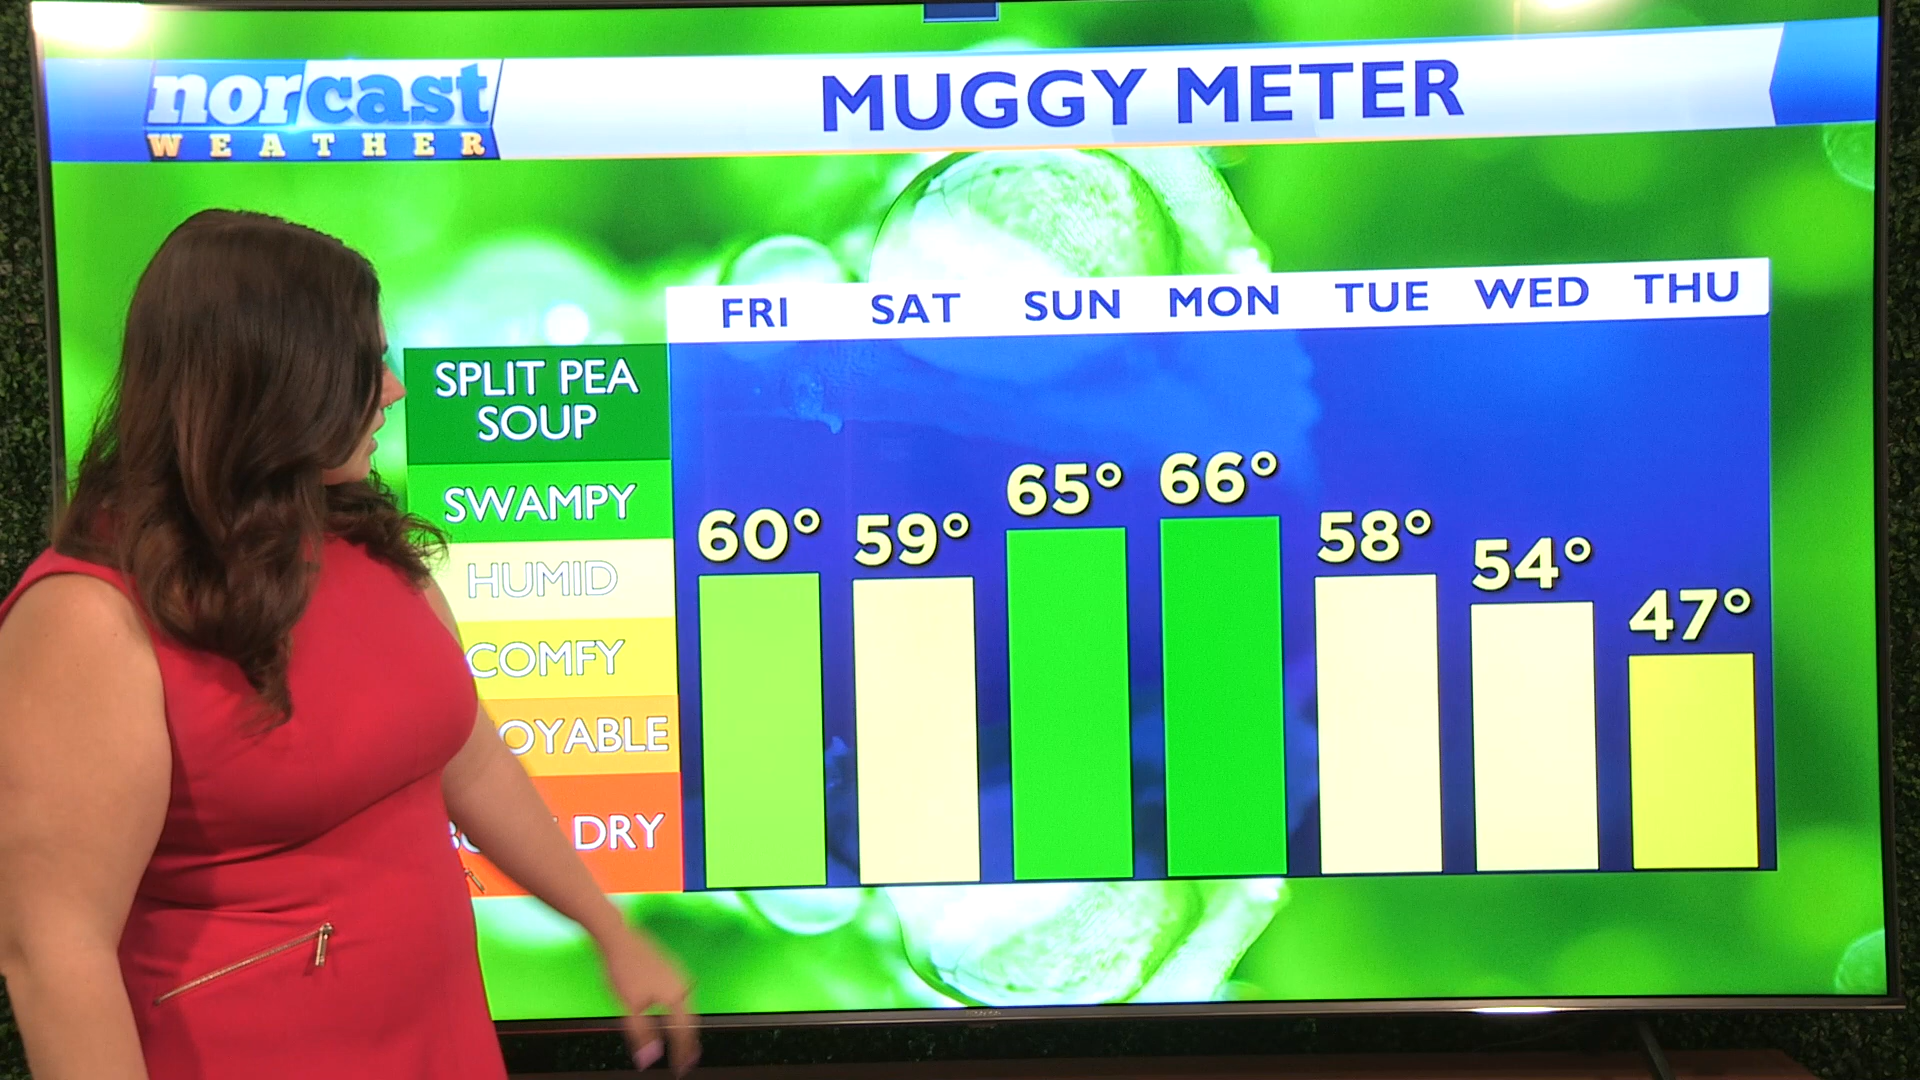 norcast
WEATHER
MUGGY METER
FRI SAT SUN MON TUE WED THU
SPLIT PEA
SOUP
SWAMPY
HUMID
COMFY
OYABLE
DRY
60° 59° 65° 66° 58° 54° 47°